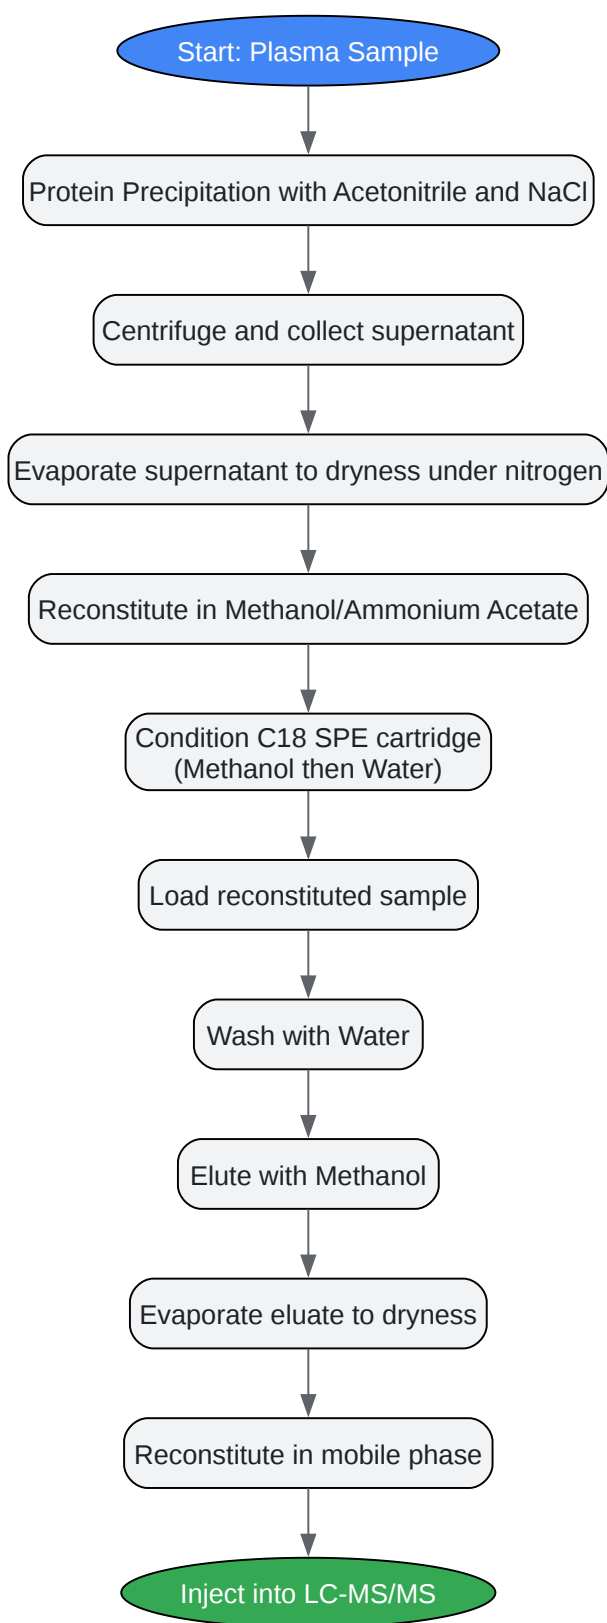 Start: Plasma Sample
Protein Precipitation with Acetonitrile and NaCl
Centrifuge and collect supernatant
Evaporate supernatant to dryness under nitrogen
Reconstitute in Methanol/Ammonium Acetate
Condition C18 SPE cartridge
(Methanol then Water)
Load reconstituted sample
Wash with Water
Elute with Methanol
Evaporate eluate to dryness
Reconstitute in mobile phase
Inject into LC-MS/MS